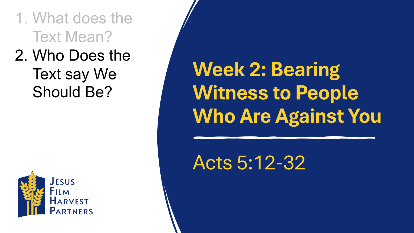 1. What does the
Text Mean?
2. Who Does the
Text say We
Should Be?
Week 2: Bearing
Witness to People
Who Are Against You
Acts 5:12-32
JESUS
FILM
HARVEST
PARTNERS